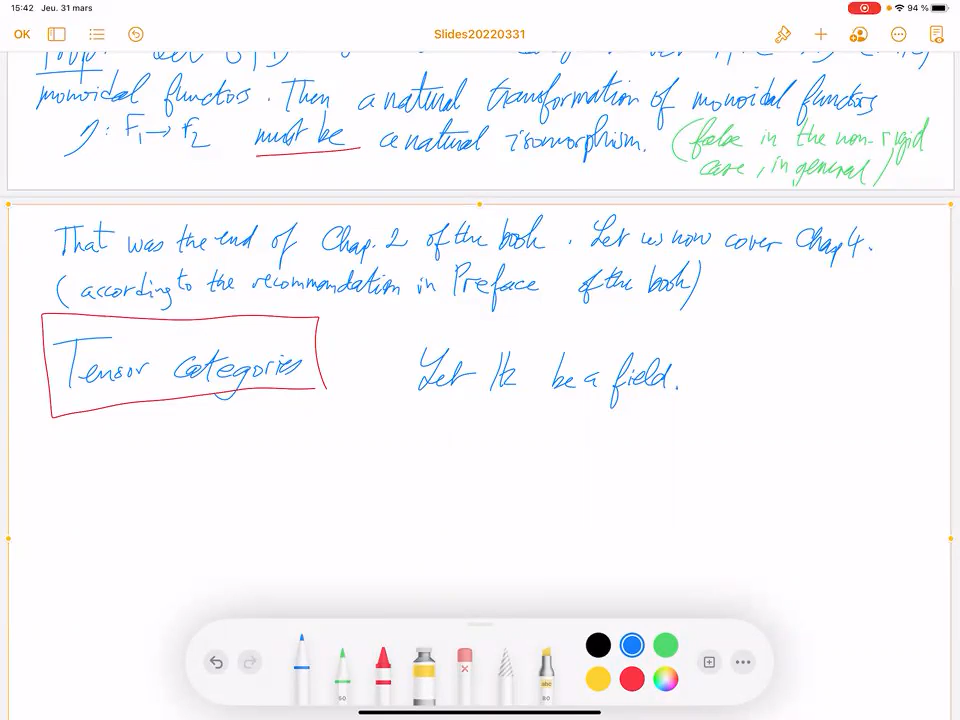 15:42 Jeu. 31 mars
94 %
OK
Slides20220331
monoidal functors. Then a natural transformation of monoidal functors
η: F1 → F2 must be a natural isomorphism. (false in the non-rigid
case, in general)
That was the end of Chap. 2 of the book. Let us now cover Chap 4.
(according to the recommandation in Preface of the book)
Tensor categories Let 𝕜 be a field.
50
80